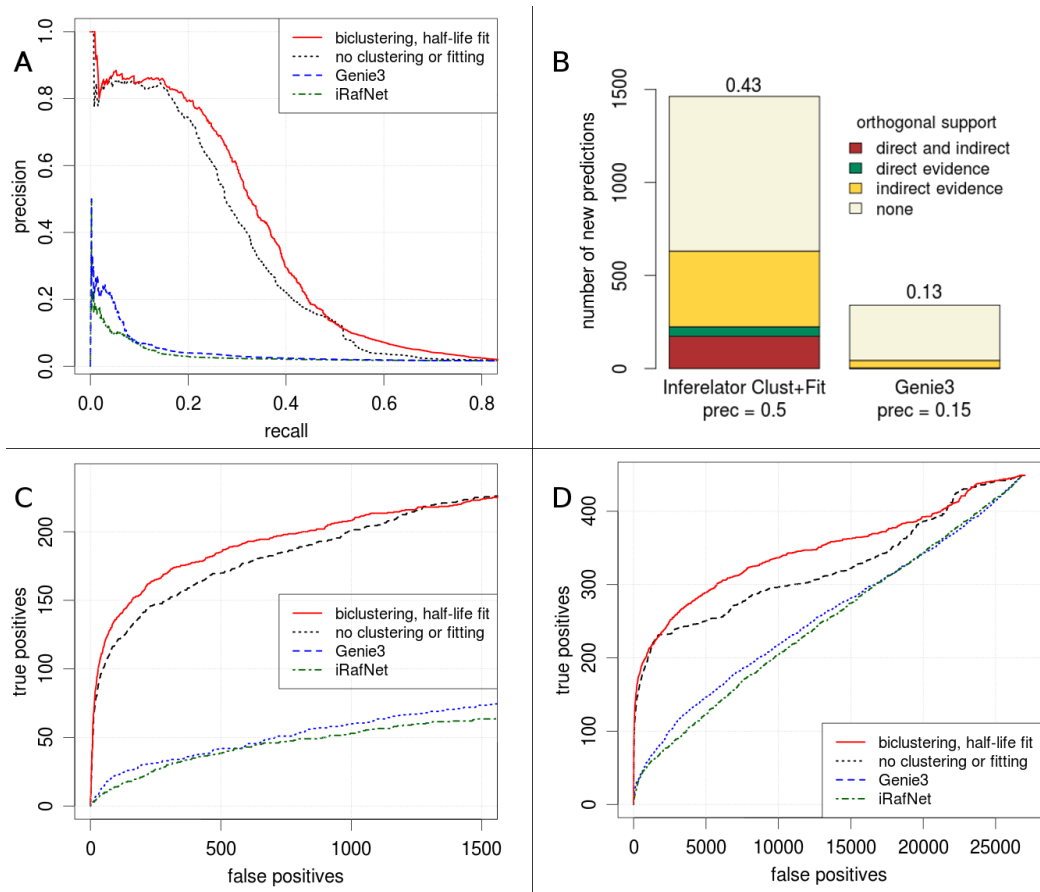 A
1.0
0.8
0.6
0.4
0.2
0.0
precision
biclustering, half-life fit
no clustering or fitting
Genie3
iRafNet
0.0 0.2 0.4 0.6 0.8
recall
B
1500
1000
500
0
number of new predictions
0.43
orthogonal support
direct and indirect
direct evidence
indirect evidence
none
0.13
Inferelator Clust+Fit
prec = 0.5
Genie3
prec = 0.15
C
200
150
100
50
0
true positives
biclustering, half-life fit
no clustering or fitting
Genie3
iRafNet
0 500 1000 1500
false positives
D
400
300
200
100
0
true positives
biclustering, half-life fit
no clustering or fitting
Genie3
iRafNet
0 5000 10000 15000 20000 25000
false positives